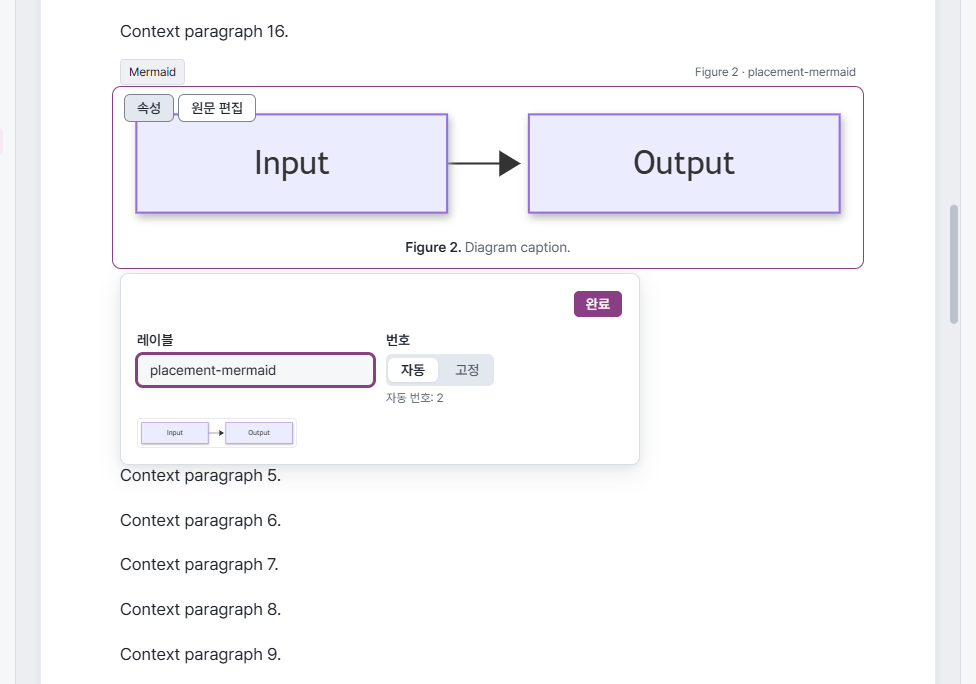 Context paragraph 16.
Mermaid
Figure 2 · placement-mermaid
속성 원문 편집
Input Output
Figure 2. Diagram caption.
완료
레이블 번호
placement-mermaid 자동 고정
자동 번호: 2
Input Output
Context paragraph 5.
Context paragraph 6.
Context paragraph 7.
Context paragraph 8.
Context paragraph 9.